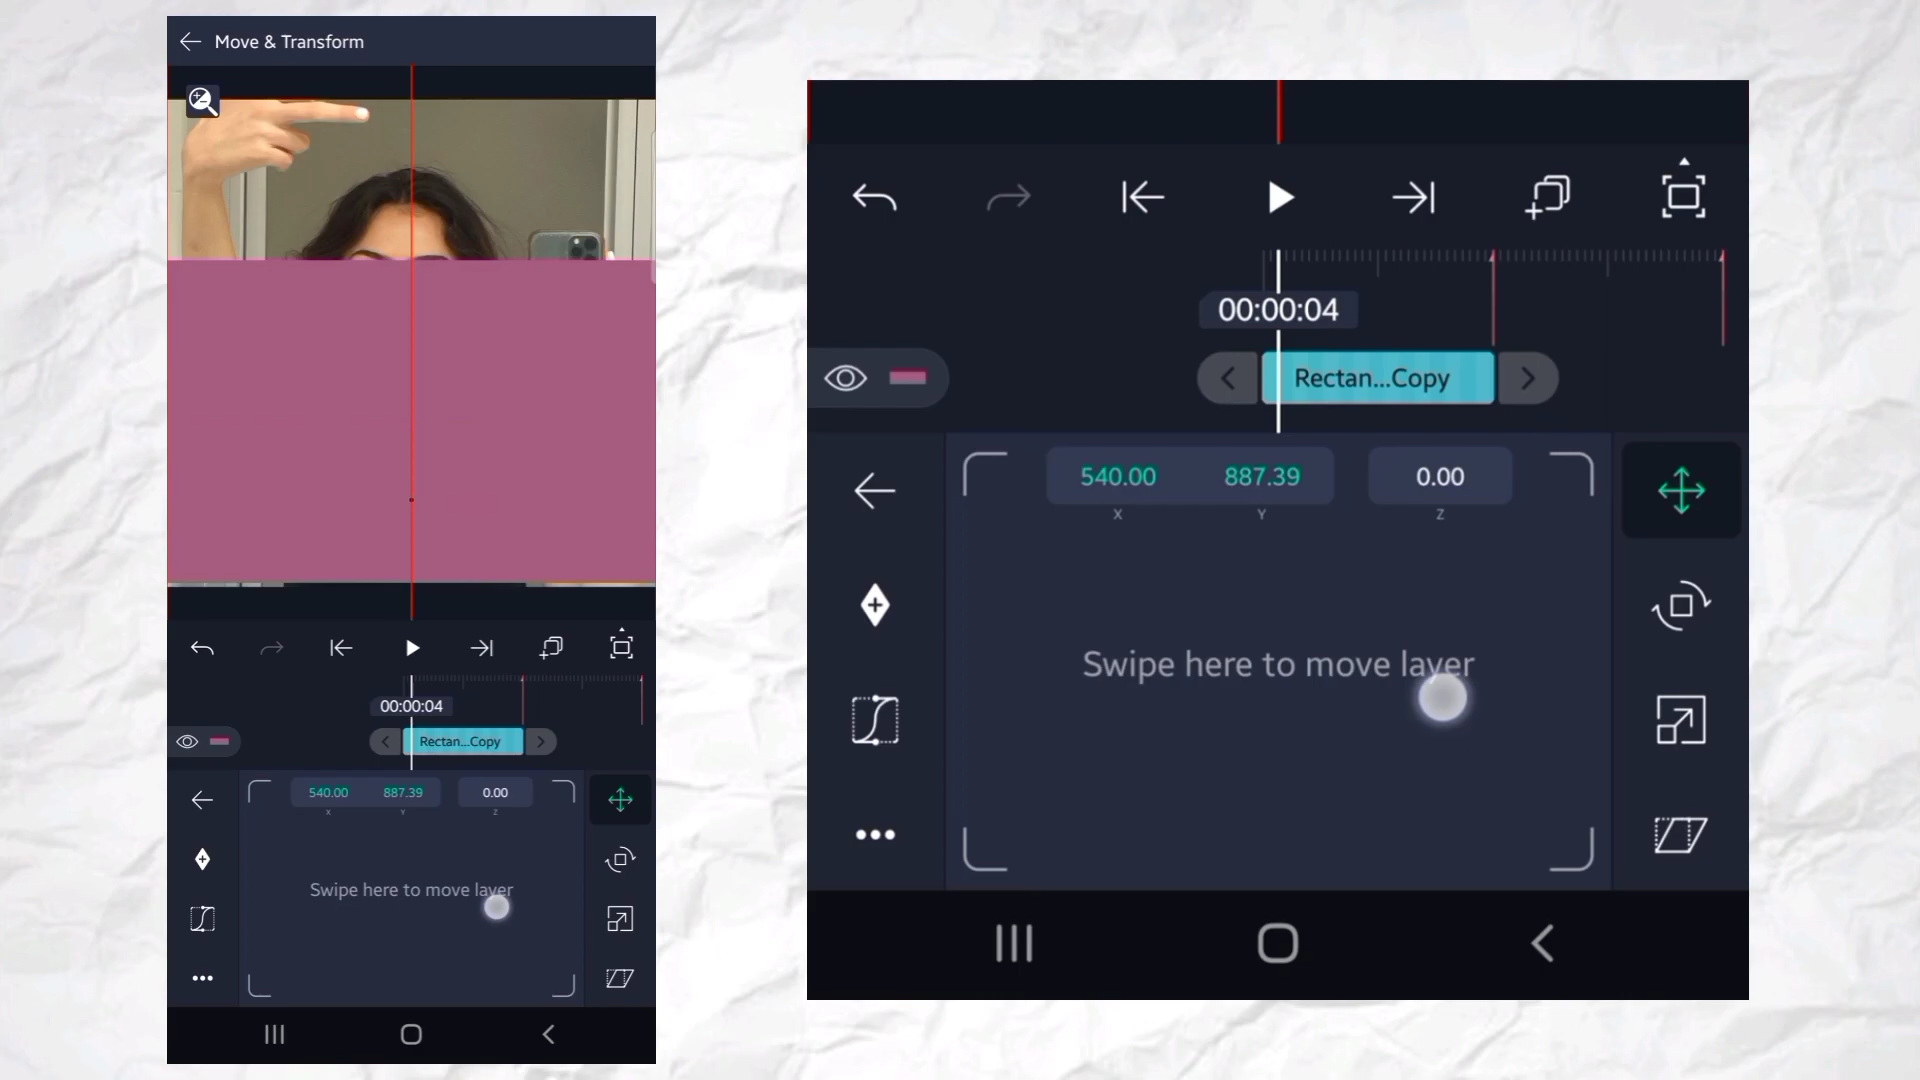 Move & Transform
00:00:04
Rectan...Copy
540.00 887.39 0.00
X Y Z
Swipe here to move layer
00:00:04
Rectan...Copy
540.00 887.39 0.00
X Y Z
Swipe here to move layer